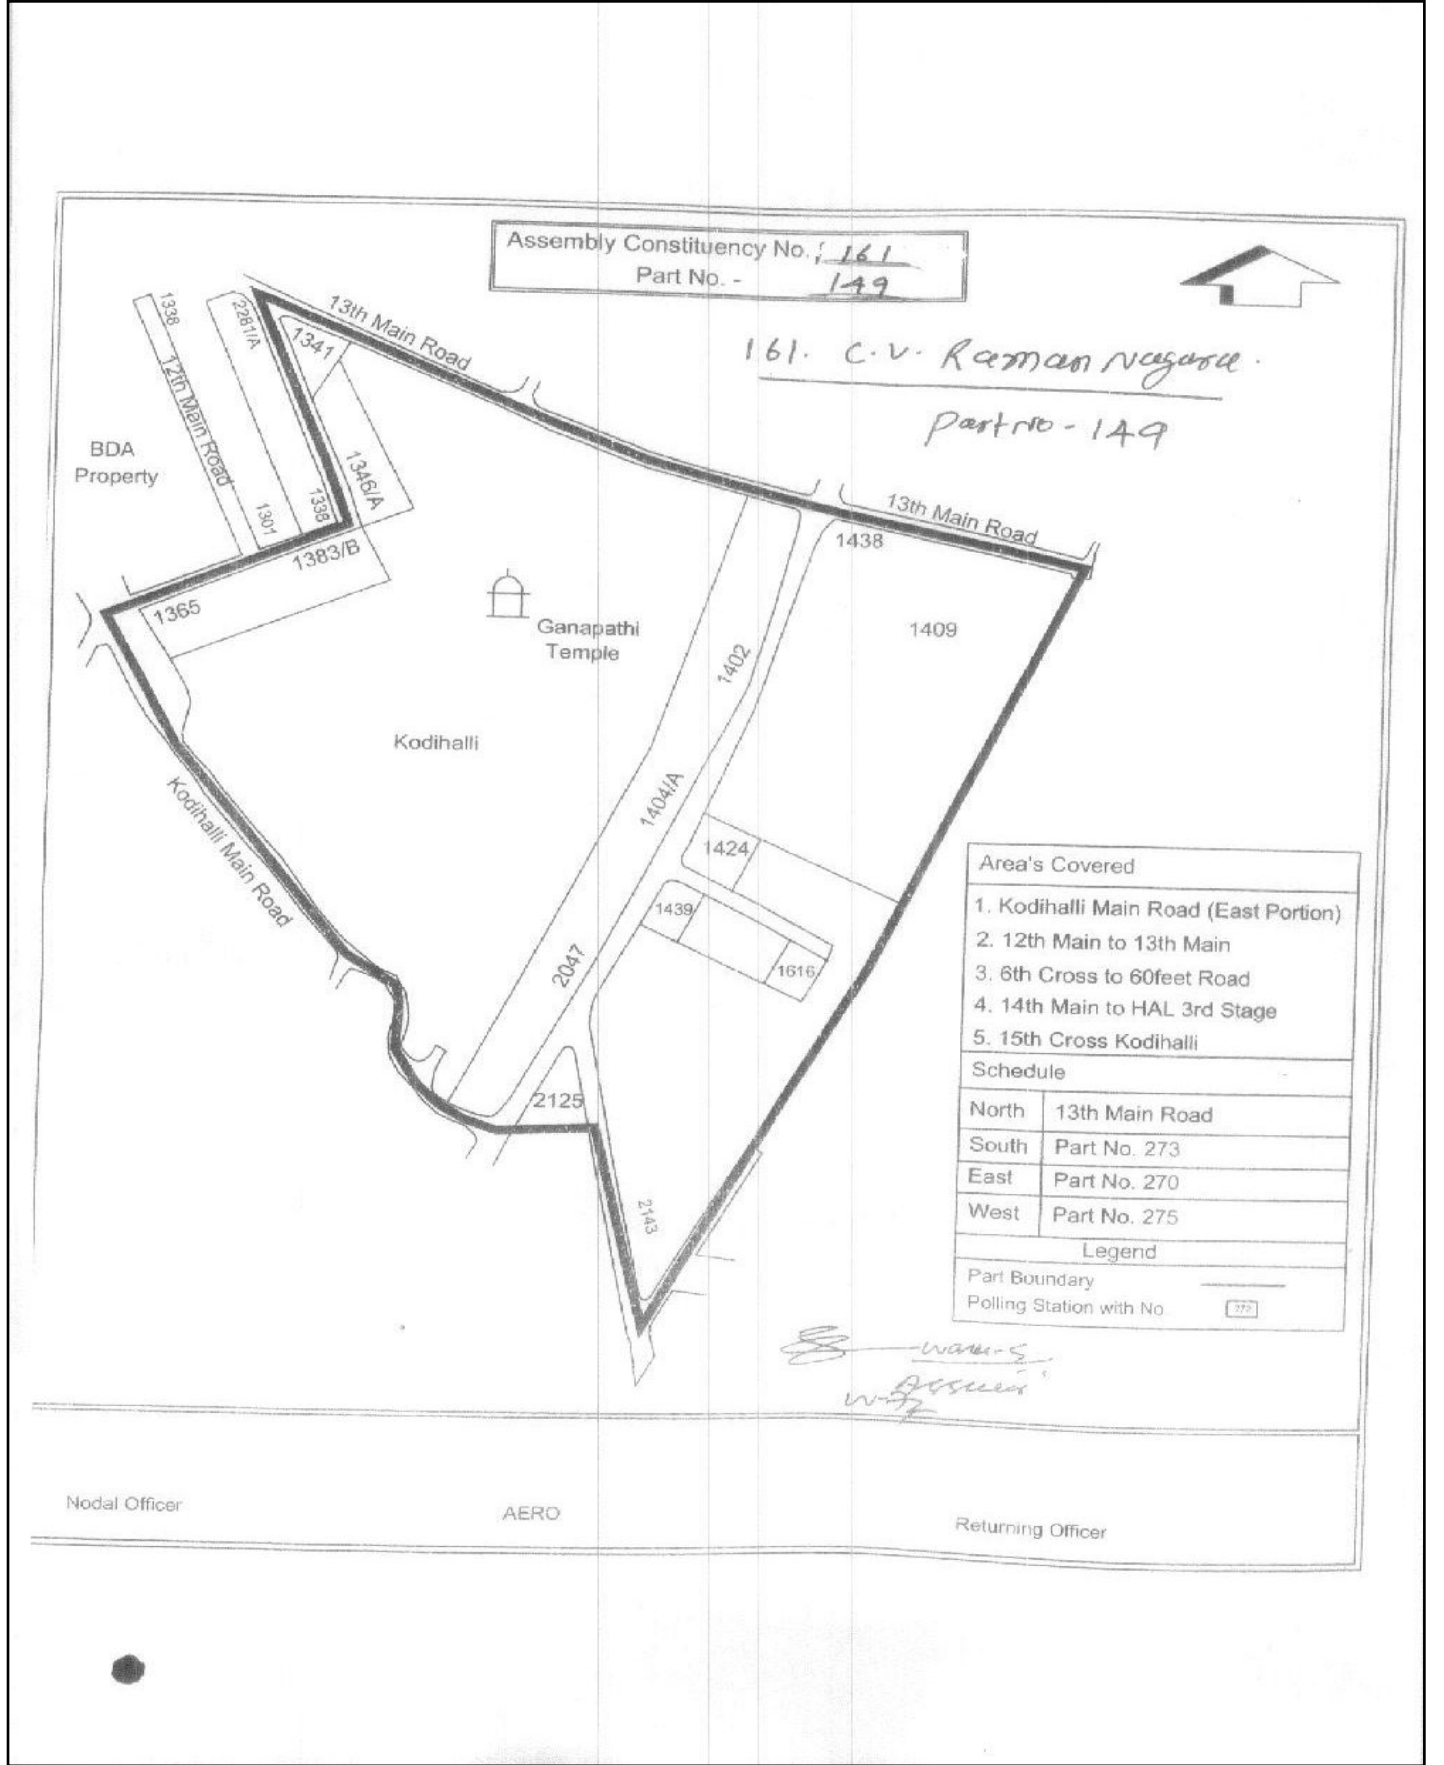 Assembly Constituency No.: 161
Part No. - 149
161. C.V. Raman Nagara.
Part no - 149
13th Main Road
1338
2281/A
1341
12th Main Road
BDA
Property
1346/A
1301
1338
1383/B
1365
13th Main Road
1438
1409
Ganapathi
Temple
1402
Kodihalli
1404/A
Kodihalli Main Road
1424
1439
1616
2047
2125
2143
Area's Covered
1. Kodihalli Main Road (East Portion)
2. 12th Main to 13th Main
3. 6th Cross to 60feet Road
4. 14th Main to HAL 3rd Stage
5. 15th Cross Kodihalli
Schedule
North 13th Main Road
South Part No. 273
East Part No. 270
West Part No. 275
Legend
Part Boundary
Polling Station with No
Nodal Officer
AERO
Returning Officer